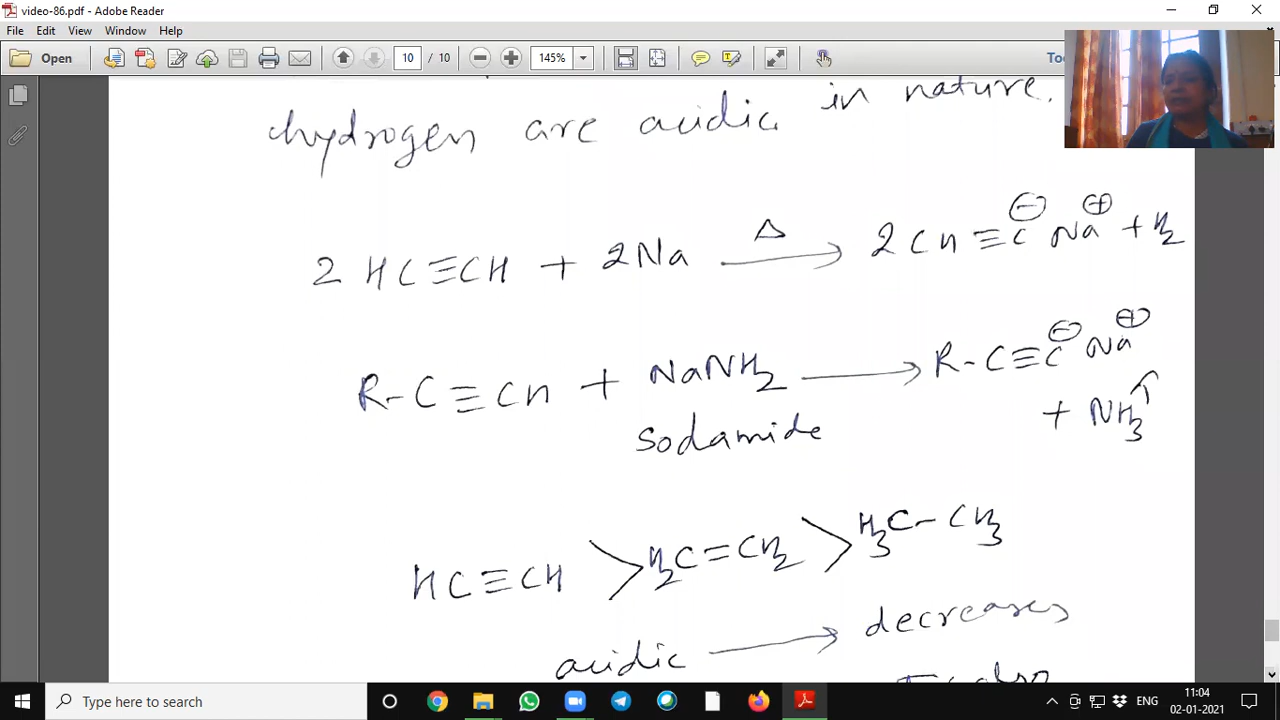 video-86.pdf - Adobe Reader
File Edit View Window Help
Open 10 / 10 145%
hydrogen are acidic in nature.
2 HC≡CH + 2Na —Δ→ 2 CH≡C⊖ Na⊕ + H2
R-C≡CH + NaNH2 → R-C≡C⊖ Na⊕
sodamide + NH3↑
HC≡CH > H2C=CH2 > H3C-CH3
acidic → decreases
also
Type here to search
ENG
11:04
02-01-2021